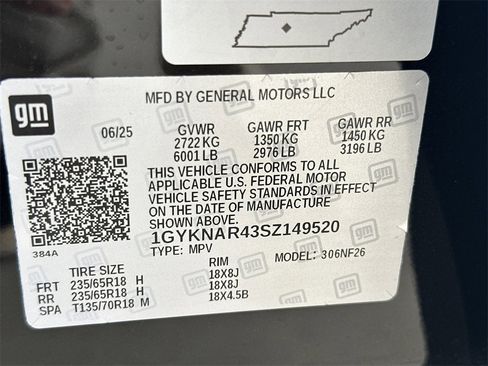 MFD BY GENERAL MOTORS LLC
gm
06/25 GVWR GAWR FRT GAWR RR
2722 KG 1350 KG 1450 KG
6001 LB 2976 LB 3196 LB
THIS VEHICLE CONFORMS TO ALL
APPLICABLE U.S. FEDERAL MOTOR
VEHICLE SAFETY STANDARDS IN EFFECT
ON THE DATE OF MANUFACTURE
SHOWN ABOVE.
384A
1GYKNAR43SZ149520
TYPE: MPV MODEL: 306NF26
TIRE SIZE RIM
FRT 235/65R18 H 18X8J
RR 235/65R18 H 18X8J
SPA T135/70R18 M 18X4.5B